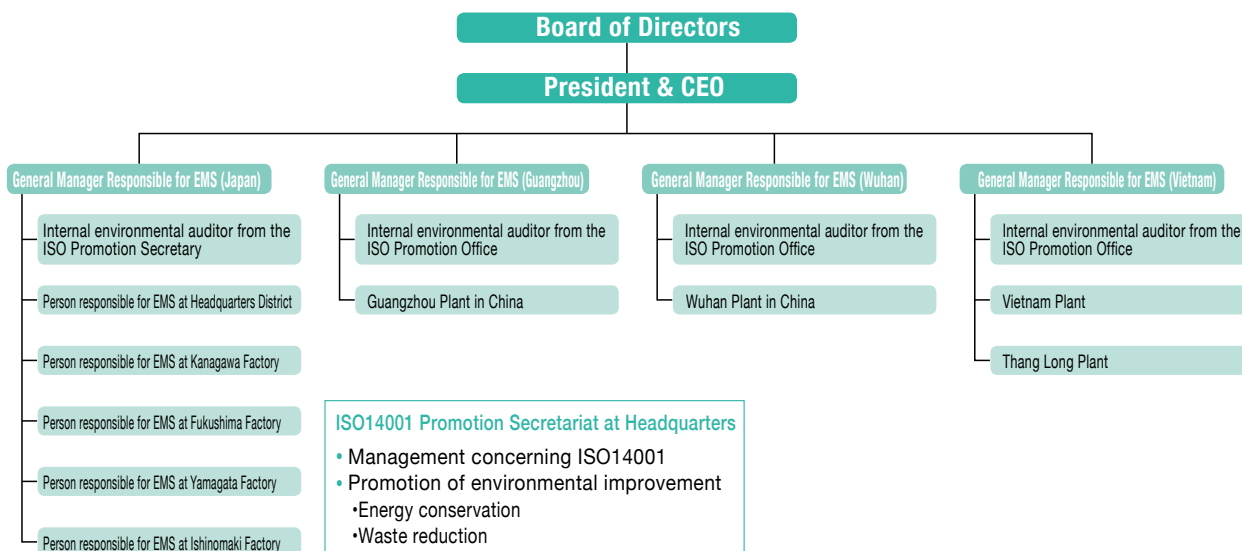 Board of Directors
President & CEO
General Manager Responsible for EMS (Japan)
Internal environmental auditor from the
ISO Promotion Secretary
Person responsible for EMS at Headquarters District
Person responsible for EMS at Kanagawa Factory
Person responsible for EMS at Fukushima Factory
Person responsible for EMS at Yamagata Factory
Person responsible for EMS at Ishinomaki Factory
General Manager Responsible for EMS (Guangzhou)
Internal environmental auditor from the
ISO Promotion Office
Guangzhou Plant in China
General Manager Responsible for EMS (Wuhan)
Internal environmental auditor from the
ISO Promotion Office
Wuhan Plant in China
General Manager Responsible for EMS (Vietnam)
Internal environmental auditor from the
ISO Promotion Office
Vietnam Plant
Thang Long Plant
ISO14001 Promotion Secretariat at Headquarters
• Management concerning ISO14001
• Promotion of environmental improvement
•Energy conservation
•Waste reduction